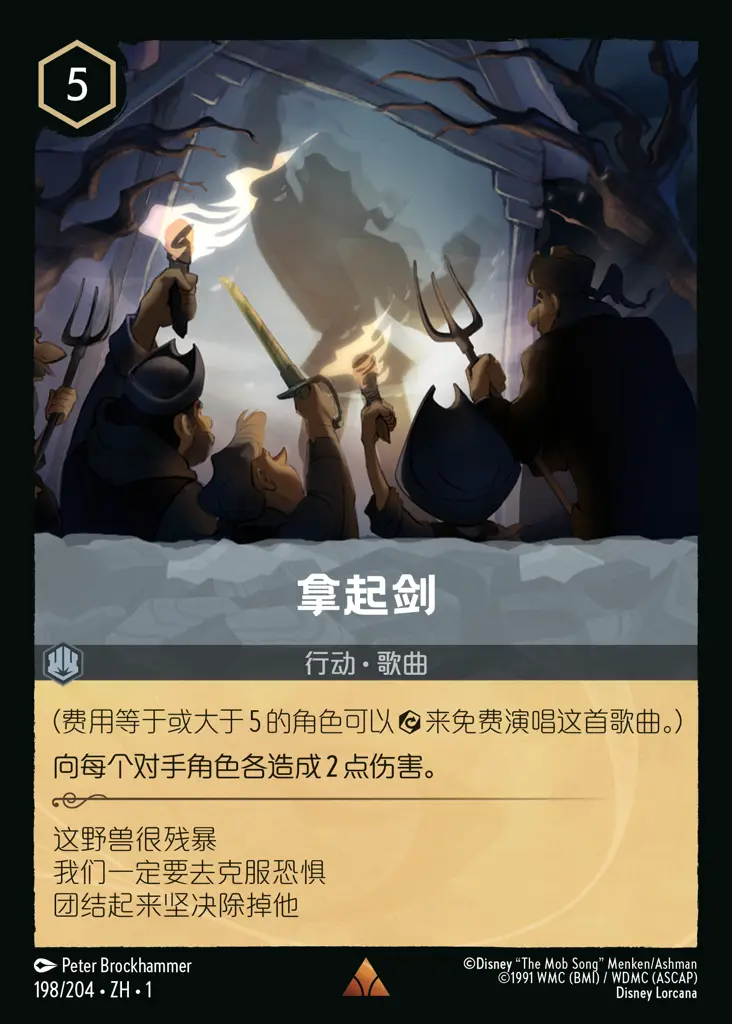 5
拿起剑
行动・歌曲
（费用等于或大于5的角色可以来免费演唱这首歌曲。）
向每个对手角色各造成2点伤害。
这野兽很残暴
我们一定要去克服恐惧
团结起来坚决除掉他
Peter Brockhammer
198/204 • ZH • 1
©Disney “The Mob Song” Menken/Ashman
©1991 WMC (BMI) / WDMC (ASCAP)
Disney Lorcana